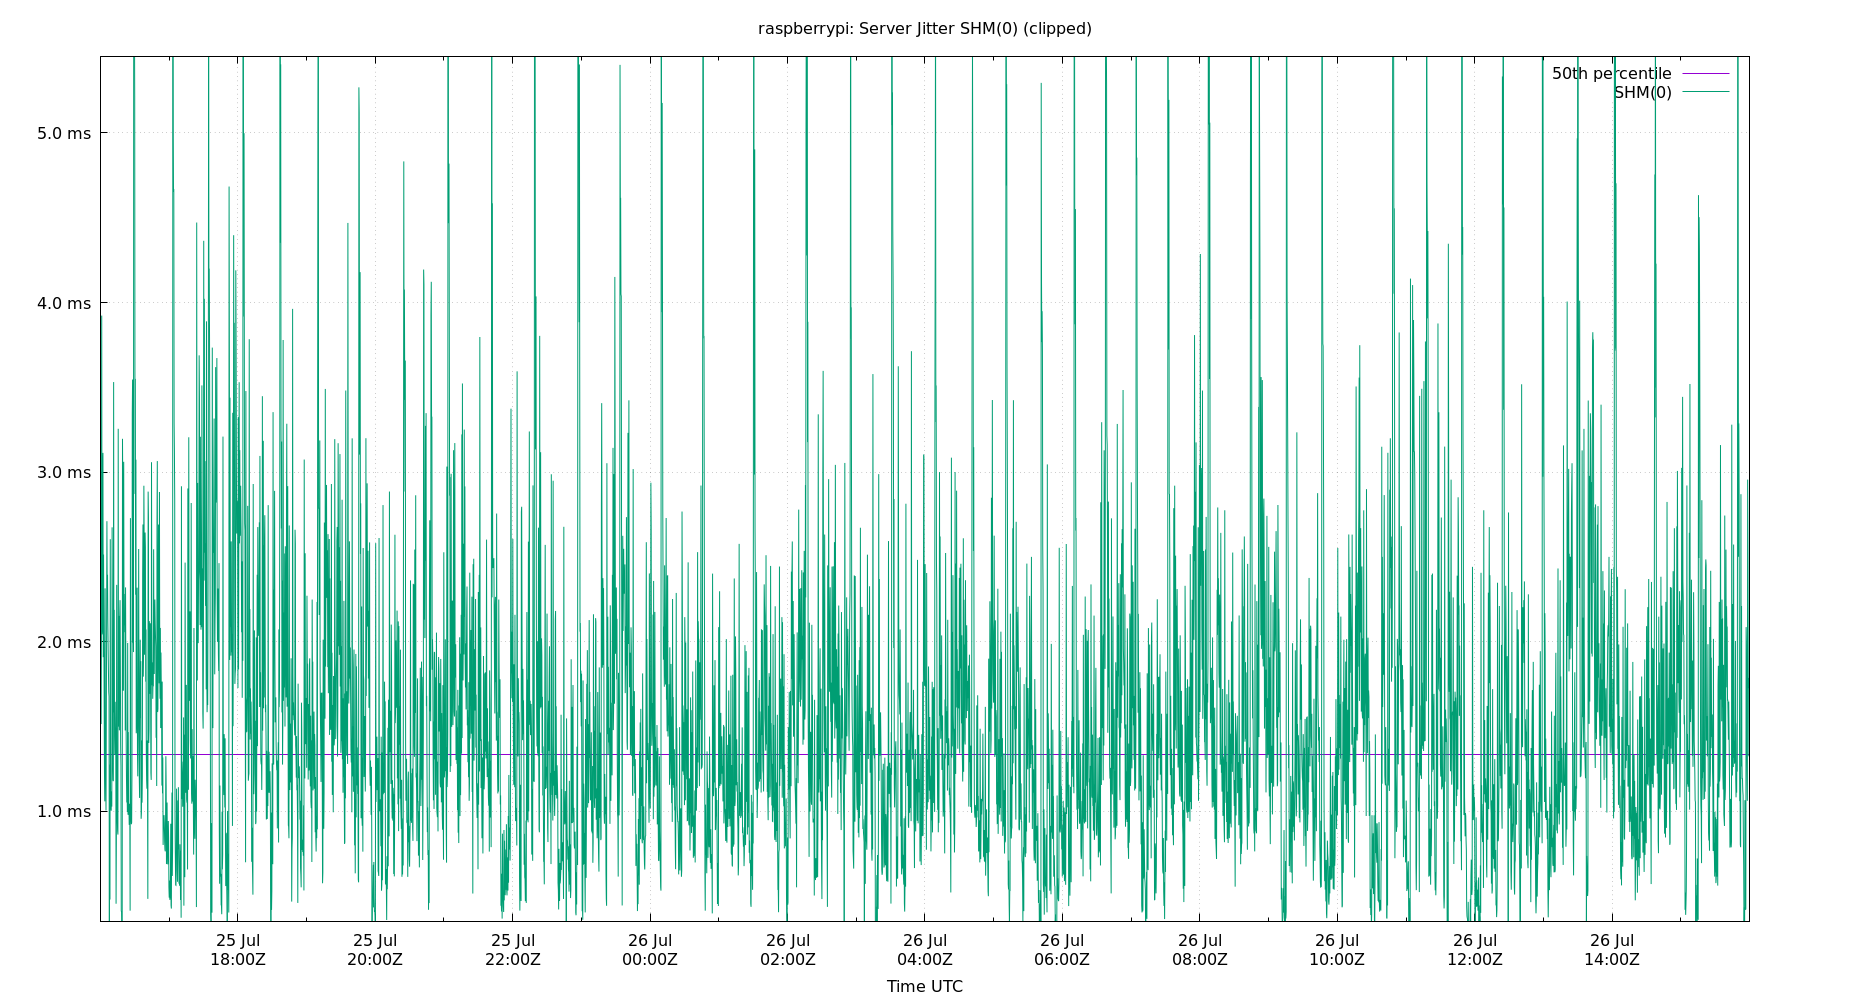 raspberrypi: Server Jitter SHM(0) (clipped)
50th percentile
SHM(0)
5.0 ms
4.0 ms
3.0 ms
2.0 ms
1.0 ms
25 Jul 25 Jul 25 Jul 26 Jul 26 Jul 26 Jul 26 Jul 26 Jul 26 Jul 26 Jul 26 Jul
18:00Z 20:00Z 22:00Z 00:00Z 02:00Z 04:00Z 06:00Z 08:00Z 10:00Z 12:00Z 14:00Z
Time UTC